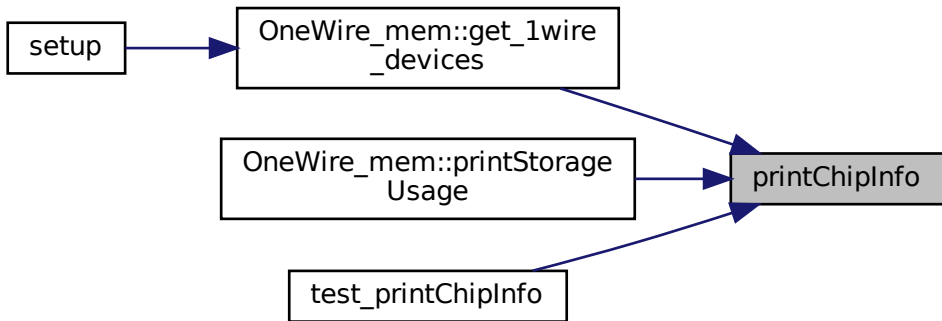 setup
OneWire_mem::get_1wire
_devices
OneWire_mem::printStorage
Usage
printChipInfo
test_printChipInfo